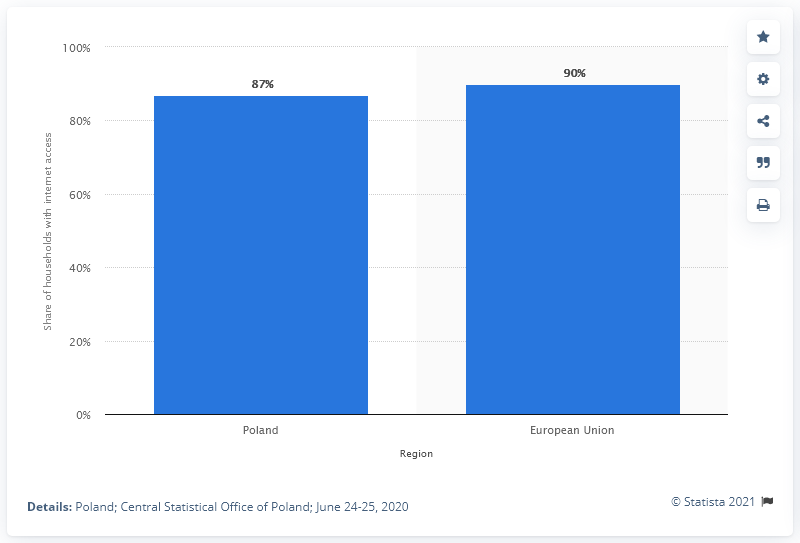 100%
80%
60%
40%
20%
0%
Share of households with internet access
87%
90%
Poland
European Union
Region
Details: Poland; Central Statistical Office of Poland; June 24-25, 2020
© Statista 2021